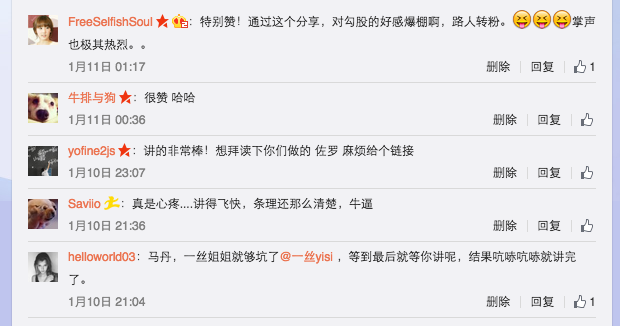 FreeSelfishSoul：特别赞！通过这个分享，对勾股的好感爆棚啊，路人转粉。😝😝😝掌声
也极其热烈。。
1月11日 01:17 删除 回复 1
牛排与狗：很赞 哈哈
1月11日 00:36 删除 回复
yofine2js：讲的非常棒！想拜读下你们做的 佐罗 麻烦给个链接
1月10日 23:07 删除 回复
Saviio：真是心疼....讲得飞快，条理还那么清楚，牛逼
1月10日 21:36 删除 回复
helloworld03：马丹，一丝姐姐就够坑了@一丝yisi ，等到最后就等你讲呢，结果吭哧吭哧就讲完
了。
1月10日 21:04 删除 回复 1